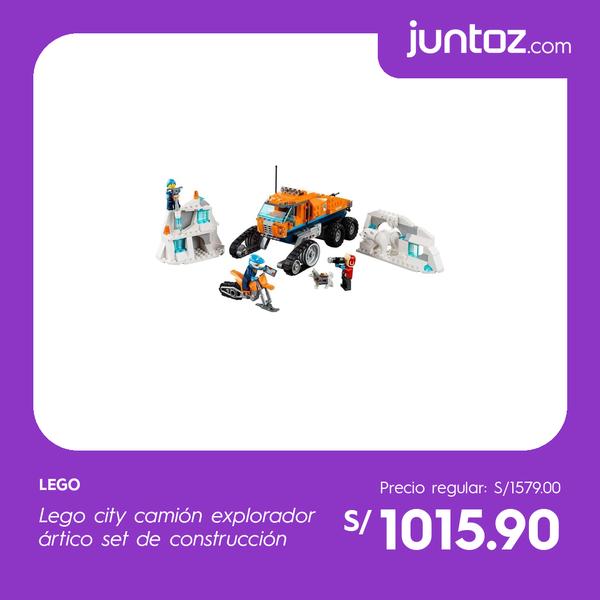 juntoz.com
LEGO
Precio regular: S/1579.00
Lego city camión explorador
ártico set de construcción
S/ 1015.90